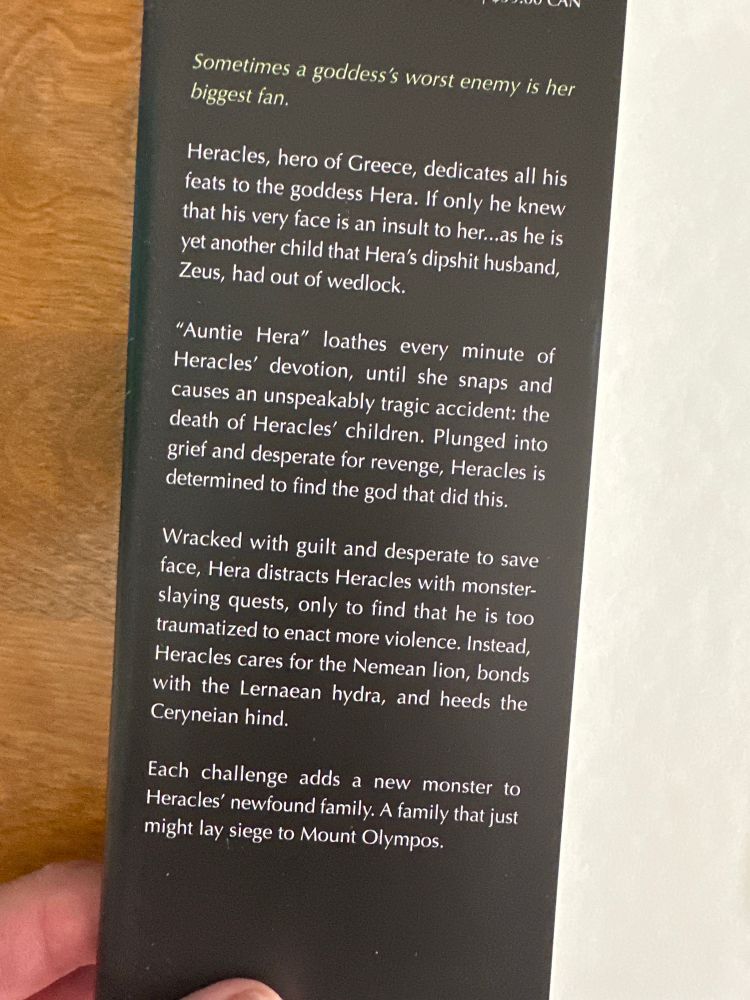 CAN
Sometimes a goddess's worst enemy is her
biggest fan.
Heracles, hero of Greece, dedicates all his
feats to the goddess Hera. If only he knew
that his very face is an insult to her...as he is
yet another child that Hera's dipshit husband,
Zeus, had out of wedlock.
“Auntie Hera” loathes every minute of
Heracles' devotion, until she snaps and
causes an unspeakably tragic accident: the
death of Heracles' children. Plunged into
grief and desperate for revenge, Heracles is
determined to find the god that did this.
Wracked with guilt and desperate to save
face, Hera distracts Heracles with monster-
slaying quests, only to find that he is too
traumatized to enact more violence. Instead,
Heracles cares for the Nemean lion, bonds
with the Lernaean hydra, and heeds the
Ceryneian hind.
Each challenge adds a new monster to
Heracles' newfound family. A family that just
might lay siege to Mount Olympos.